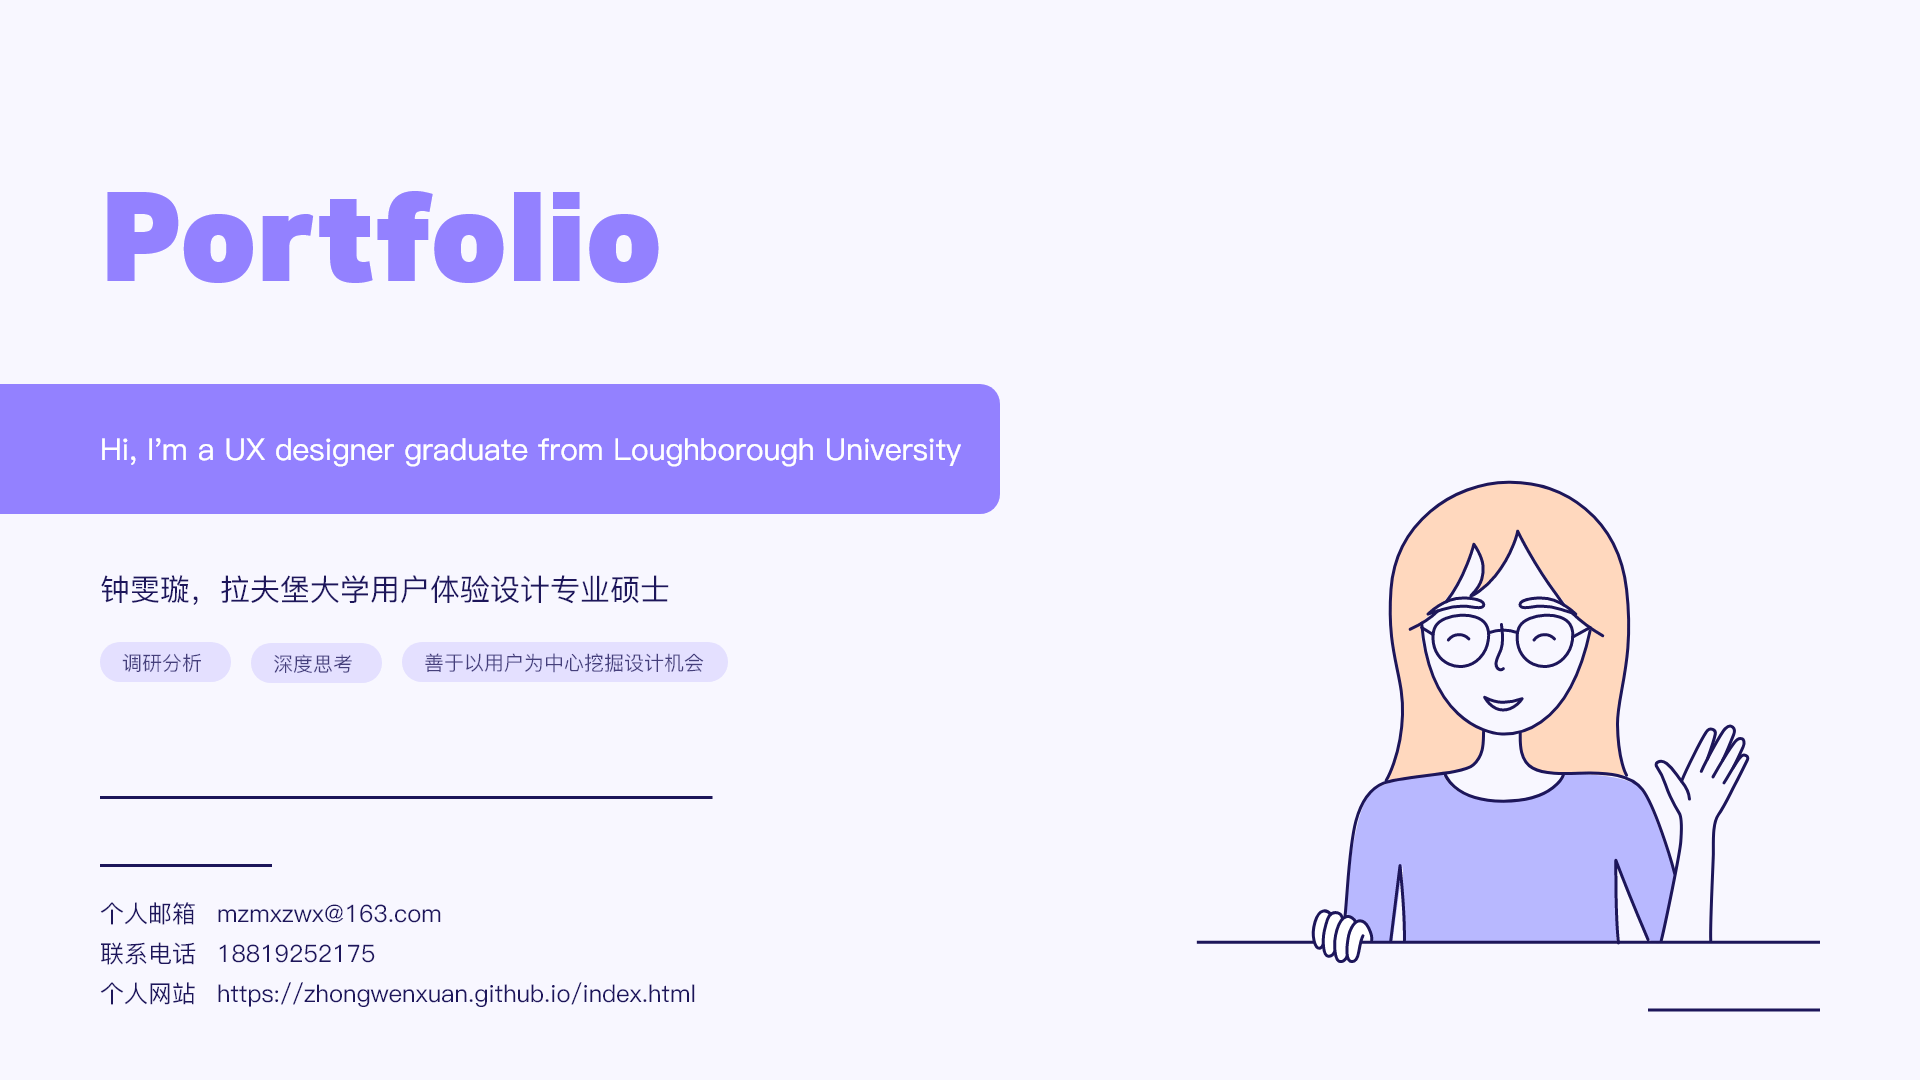 Portfolio
Hi, I’m a UX designer graduate from Loughborough University
钟雯璇，拉夫堡大学用户体验设计专业硕士
调研分析 深度思考 善于以用户为中心挖掘设计机会
个人邮箱 mzmxzwx@163.com
联系电话 18819252175
个人网站 https://zhongwenxuan.github.io/index.html